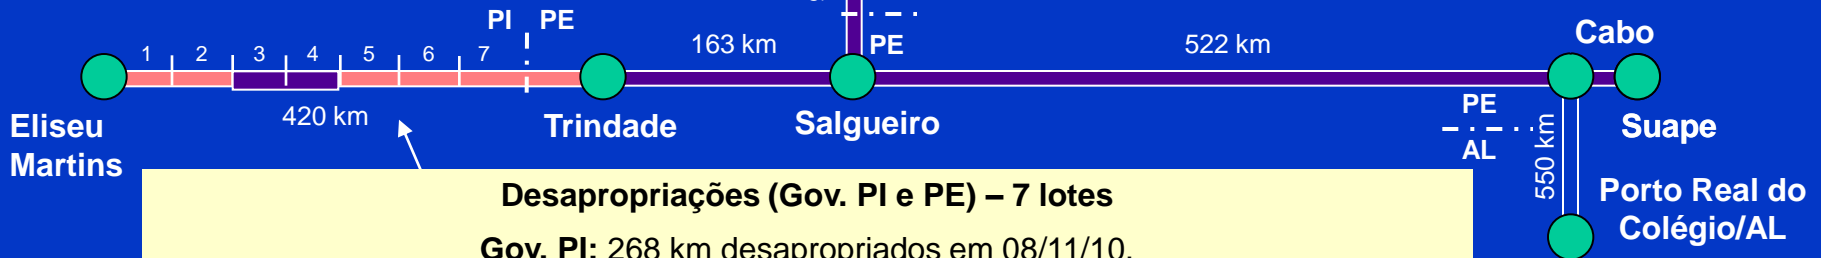 PI PE
Cabo
1 2 3 4 5 6 7
163 km
PE
522 km
420 km
Eliseu
Martins
Trindade
Salgueiro
PE
AL
Suape
550 km
Porto Real do
Colégio/AL
Desapropriações (Gov. PI e PE) – 7 lotes
Gov. PI: 268 km desapropriados em 08/11/10.